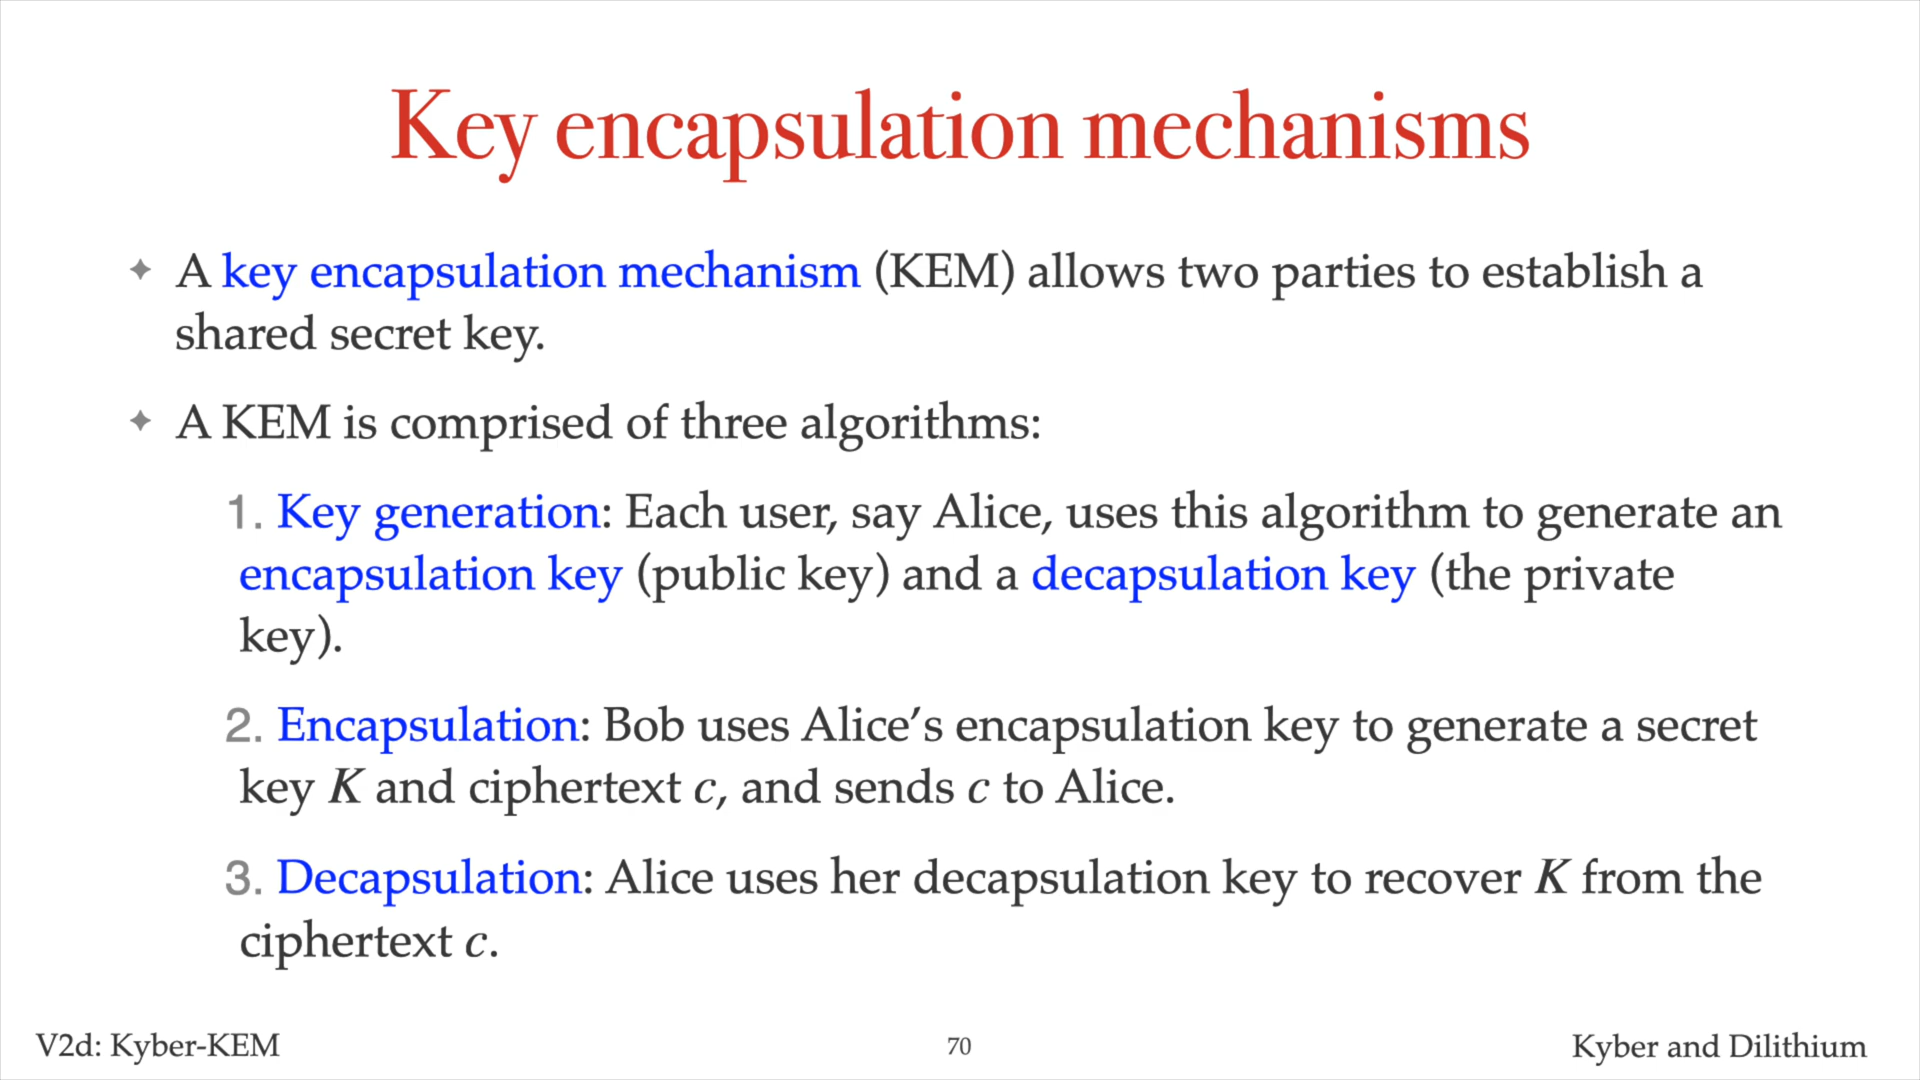 Key encapsulation mechanisms
✦ A key encapsulation mechanism (KEM) allows two parties to establish a
shared secret key.
✦ A KEM is comprised of three algorithms:
1. Key generation: Each user, say Alice, uses this algorithm to generate an
encapsulation key (public key) and a decapsulation key (the private
key).
2. Encapsulation: Bob uses Alice’s encapsulation key to generate a secret
key K and ciphertext c, and sends c to Alice.
3. Decapsulation: Alice uses her decapsulation key to recover K from the
ciphertext c.
V2d: Kyber-KEM
70
Kyber and Dilithium